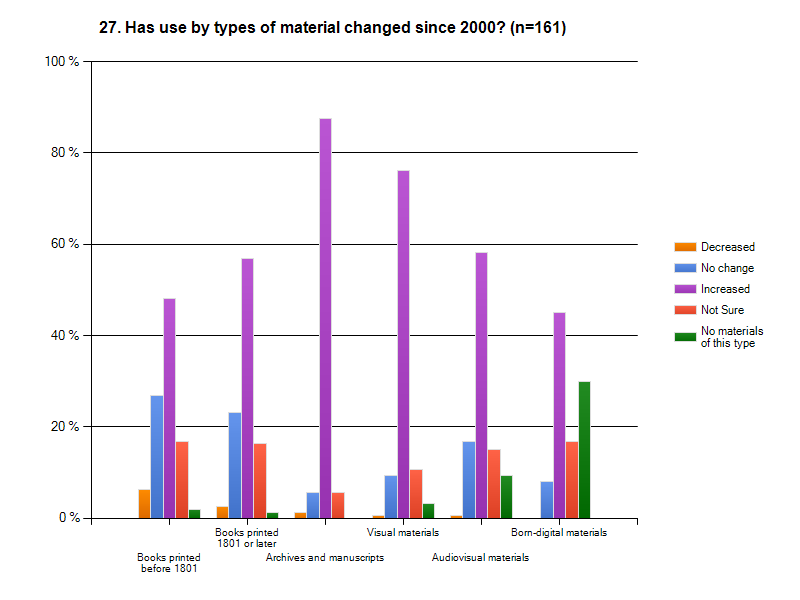 27. Has use by types of material changed since 2000? (n=161)
100 %
80 %
60 %
40 %
20 %
0 %
Books printed
before 1801
Books printed
1801 or later
Archives and manuscripts
Visual materials
Audiovisual materials
Born-digital materials
Decreased
No change
Increased
Not Sure
No materials
of this type